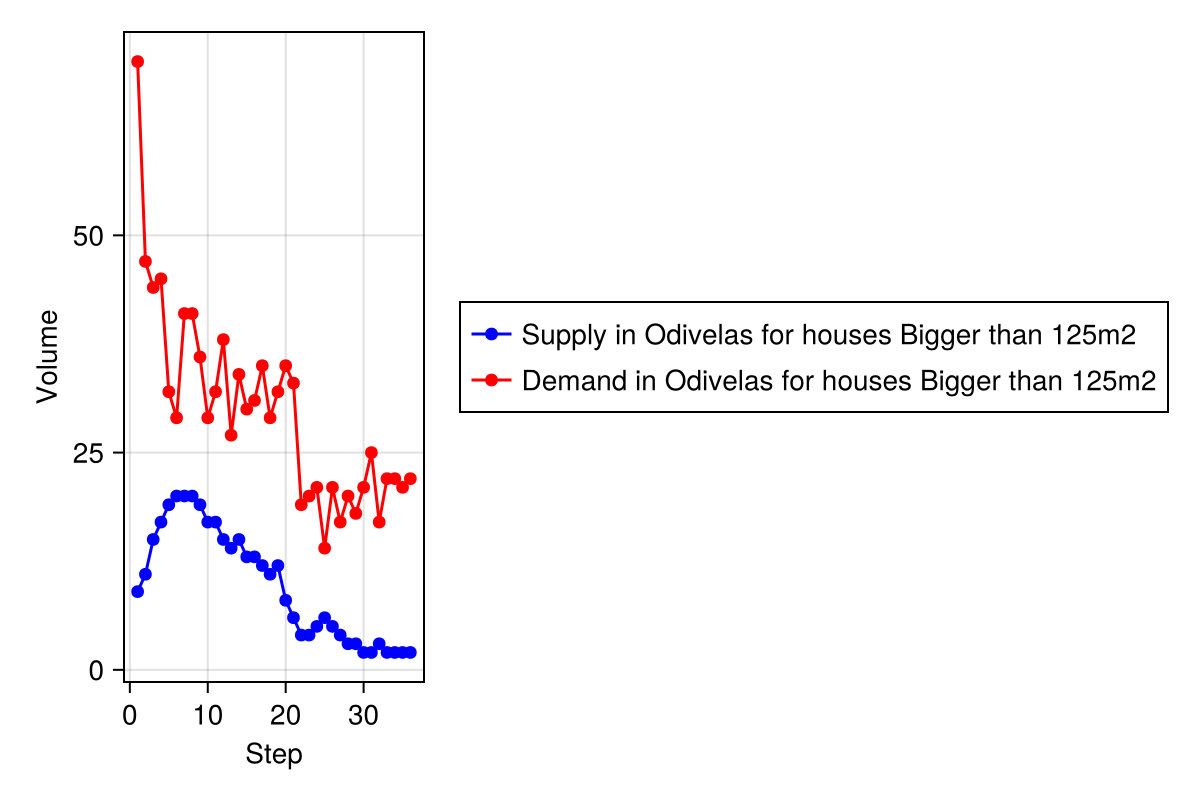 Volume
50
25
0
0 10 20 30
Step
Supply in Odivelas for houses Bigger than 125m2
Demand in Odivelas for houses Bigger than 125m2